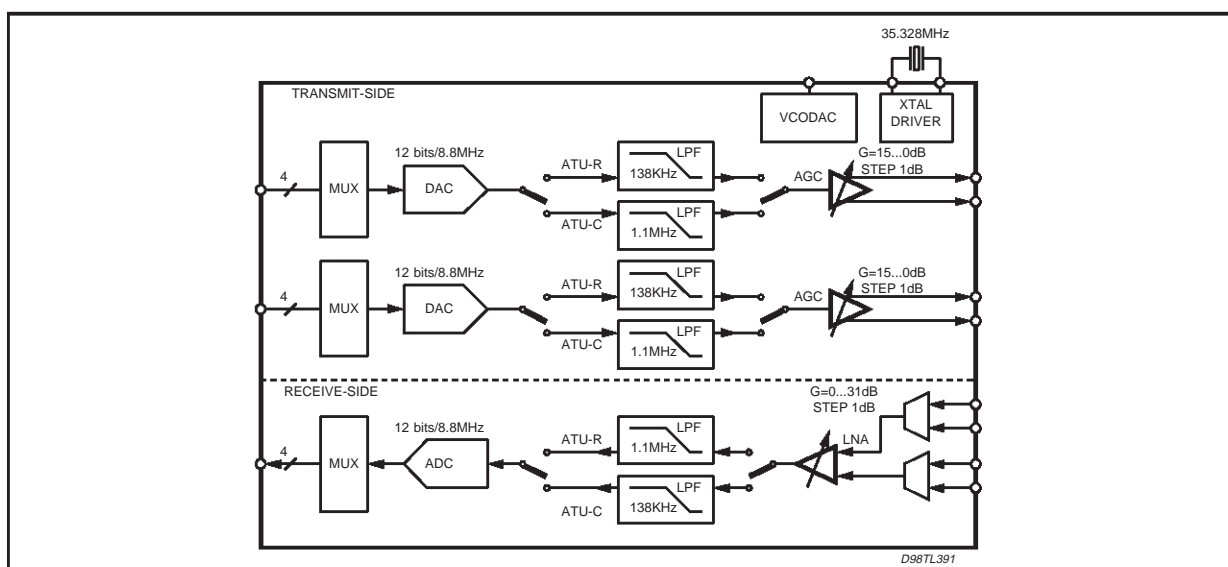 35.328MHz
TRANSMIT-SIDE
VCODAC
XTAL
DRIVER
4
MUX
12 bits/8.8MHz
DAC
ATU-R
ATU-C
LPF
138KHz
LPF
1.1MHz
AGC
G=15...0dB
STEP 1dB
4
MUX
12 bits/8.8MHz
DAC
ATU-R
ATU-C
LPF
138KHz
LPF
1.1MHz
AGC
G=15...0dB
STEP 1dB
RECEIVE-SIDE
4
MUX
12 bits/8.8MHz
ADC
ATU-R
ATU-C
LPF
1.1MHz
LPF
138KHz
G=0...31dB
STEP 1dB
LNA
D98TL391